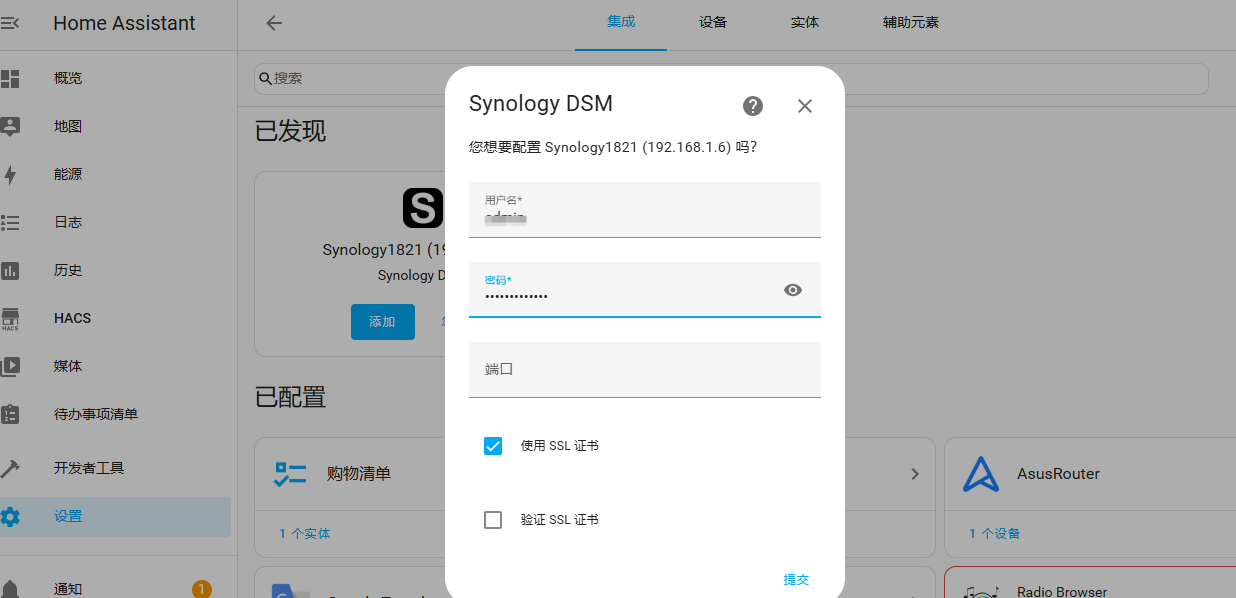 Home Assistant
集成
设备
实体
辅助元素
概览
地图
能源
日志
历史
HACS
HACS
媒体
待办事项清单
开发者工具
设置
通知
1
搜索
已发现
S
Synology1821 (19
Synology D
添加
已配置
购物清单
1 个实体
AsusRouter
1 个设备
Radio Browser
Synology DSM
您想要配置 Synology1821 (192.168.1.6) 吗?
用户名*
密码*
•••••••••••••
端口
使用 SSL 证书
验证 SSL 证书
提交